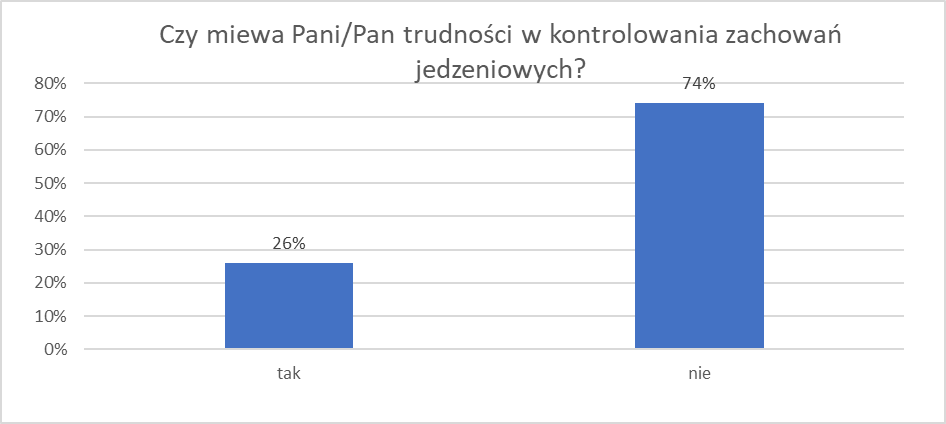 Czy miewa Pani/Pan trudności w kontrolowania zachowań
jedzeniowych?
80%
70%
60%
50%
40%
30%
20%
10%
0%
26%
74%
tak
nie